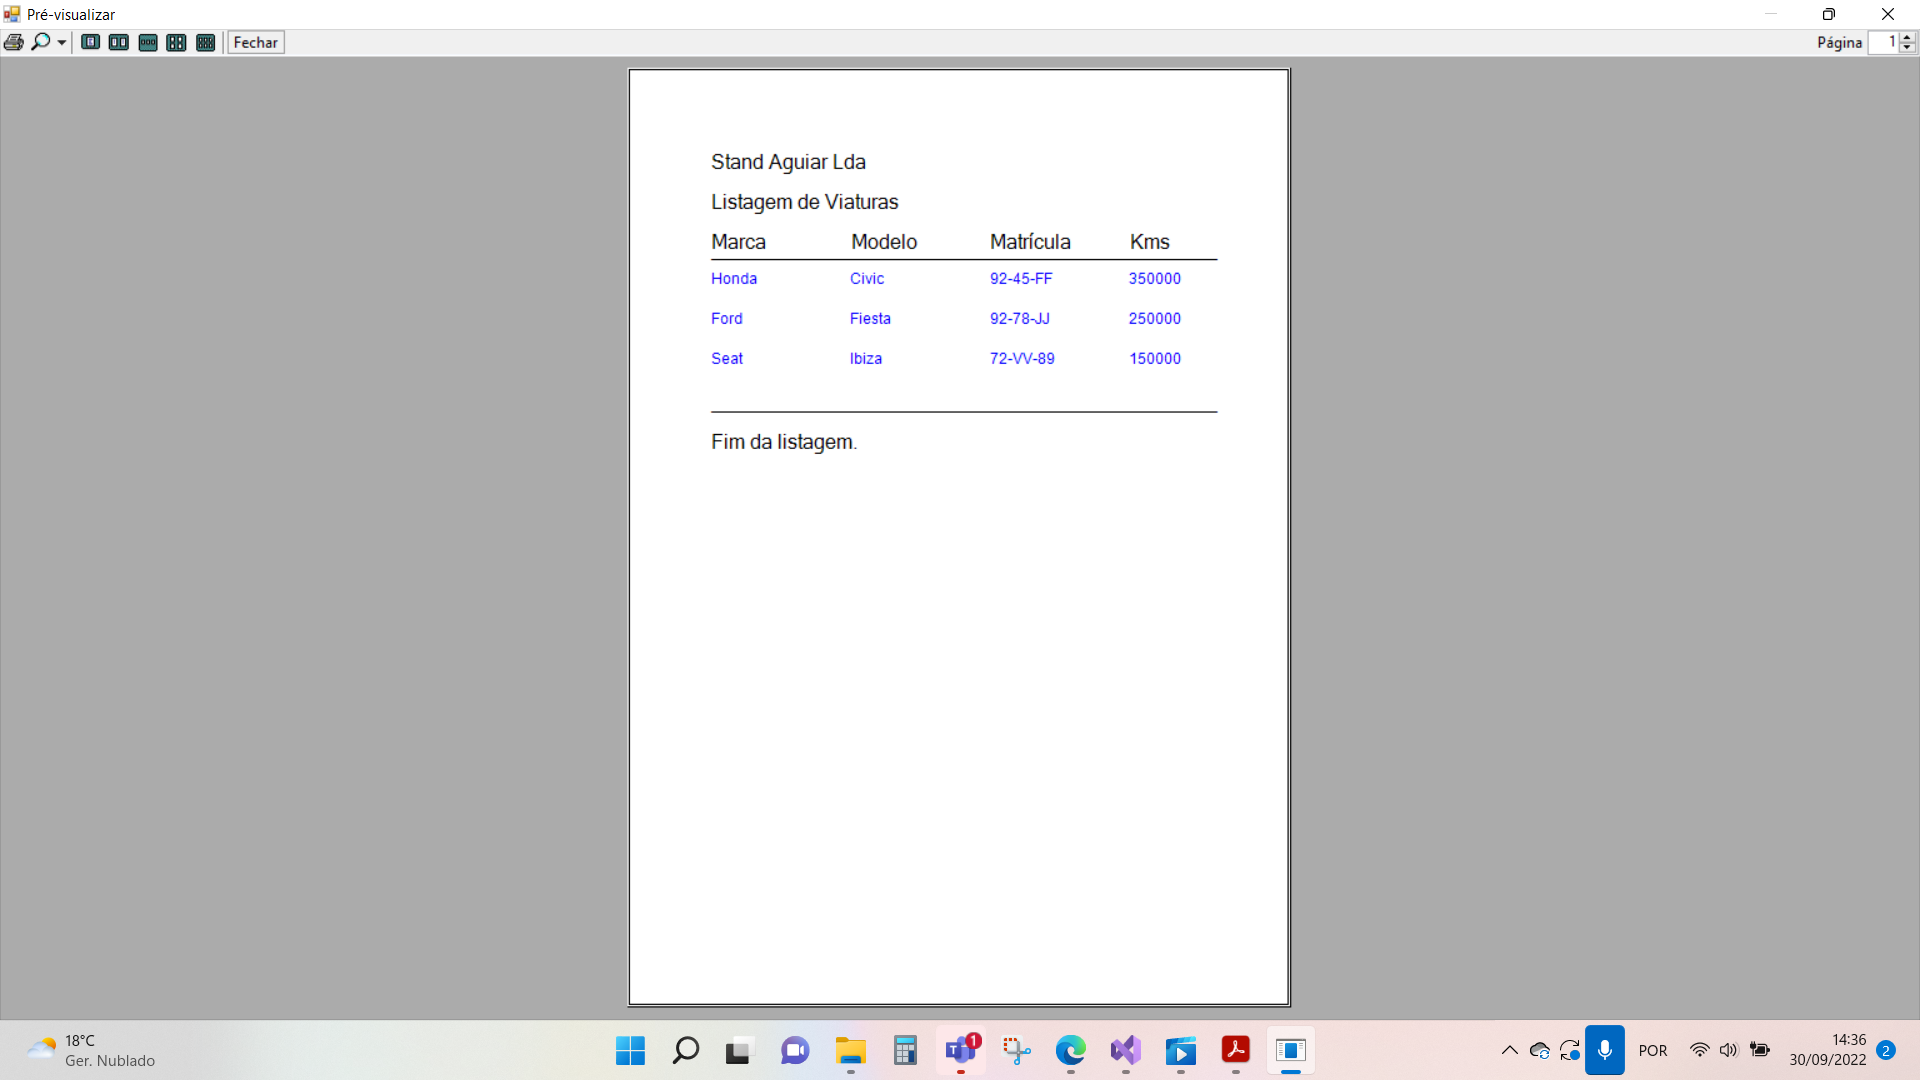 Pré-visualizar
Fechar
Página 1
Stand Aguiar Lda
Listagem de Viaturas
Marca Modelo Matrícula Kms
Honda Civic 92-45-FF 350000
Ford Fiesta 92-78-JJ 250000
Seat Ibiza 72-VV-89 150000
Fim da listagem.
18°C
Ger. Nublado
1
POR
14:36
30/09/2022
2